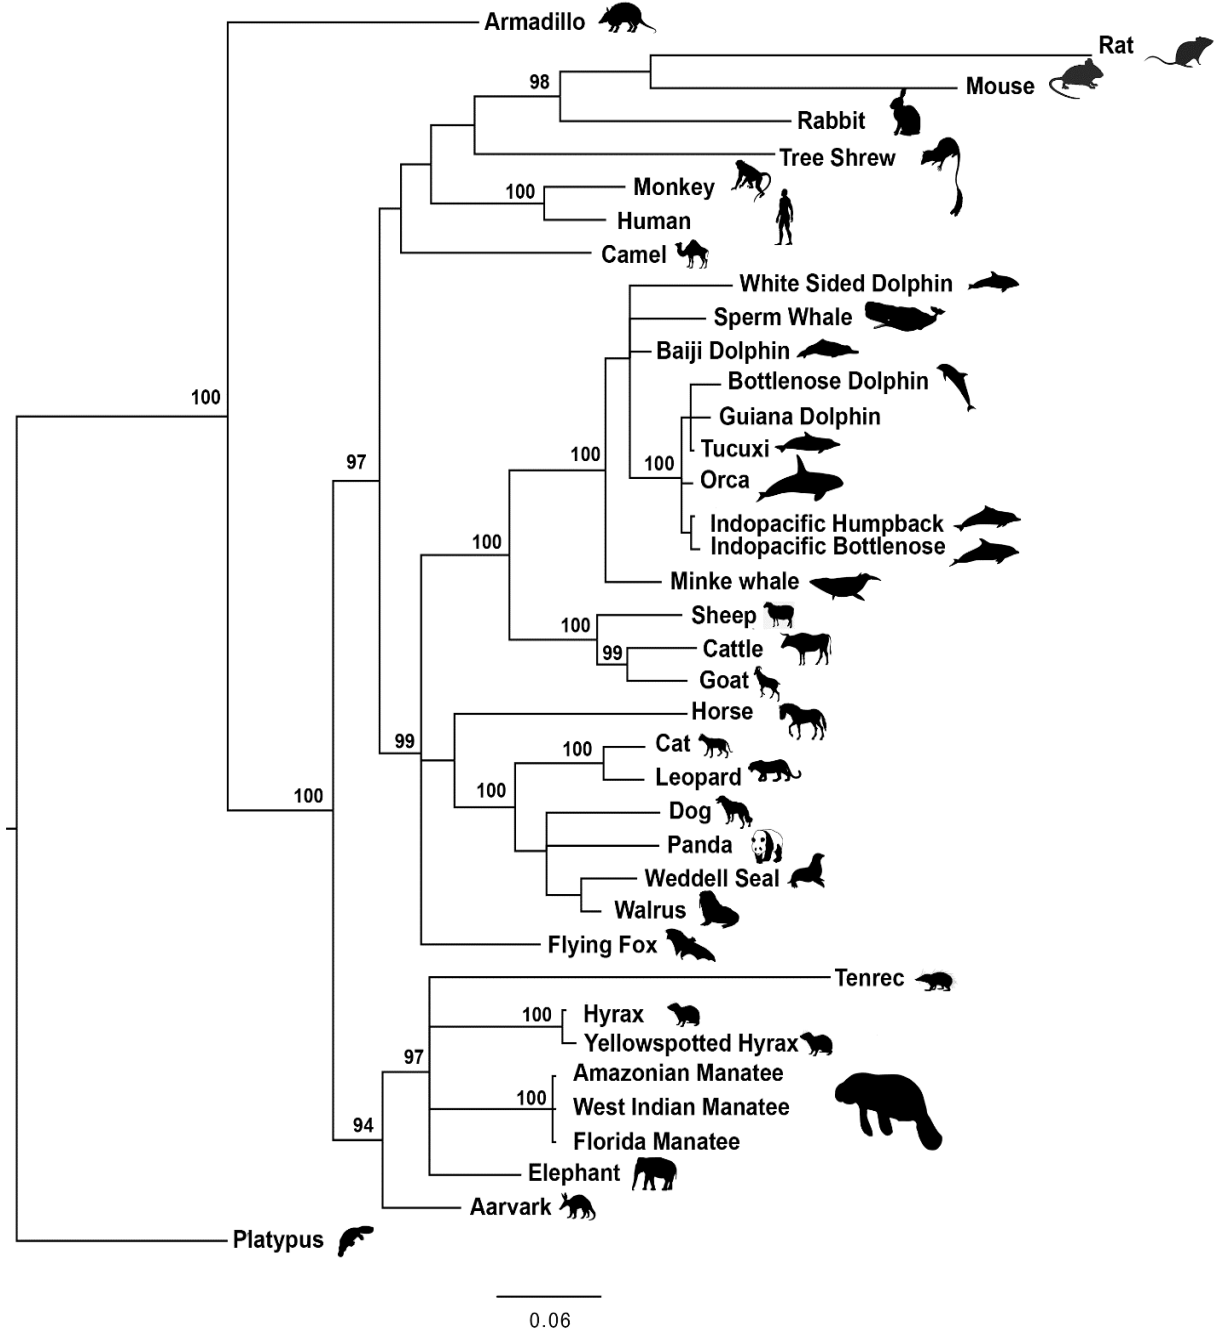 Armadillo
Rat
98
Mouse
Rabbit
Tree Shrew
Monkey
100
Human
Camel
White Sided Dolphin
Sperm Whale
Baiji Dolphin
Bottlenose Dolphin
100
Guiana Dolphin
Tucuxi
100
97
100
Orca
Indopacific Humpback
100
Indopacific Bottlenose
Minke whale
Sheep
100
Cattle
99
Goat
Horse
99
Cat
100
Leopard
100
100
Dog
Panda
Weddell Seal
Walrus
Flying Fox
Tenrec
Hyrax
100
Yellowspotted Hyrax
97
Amazonian Manatee
100
West Indian Manatee
94
Florida Manatee
Elephant
Aarvark
Platypus
0.06